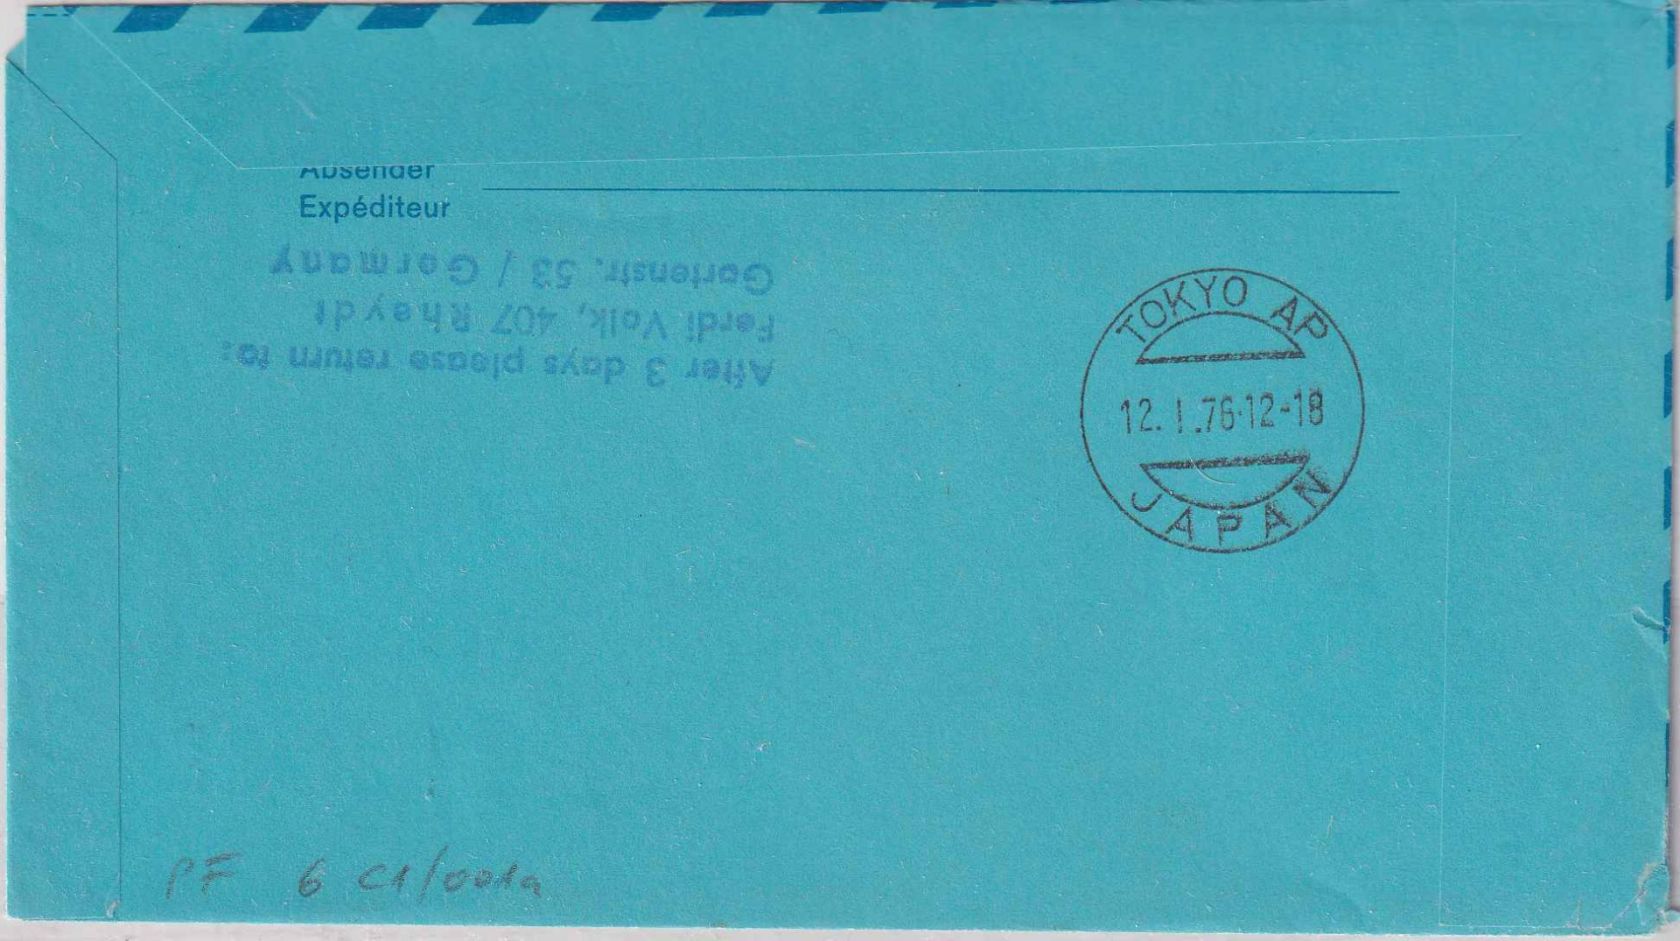 Absender
Expéditeur
After 3 days please return to:
Ferdi Volk, 407 Rheydt
Gartenstr. 53 / Germany
TOKYO AP
12.I.76.12-18
JAPAN
PF 6 C1/001a